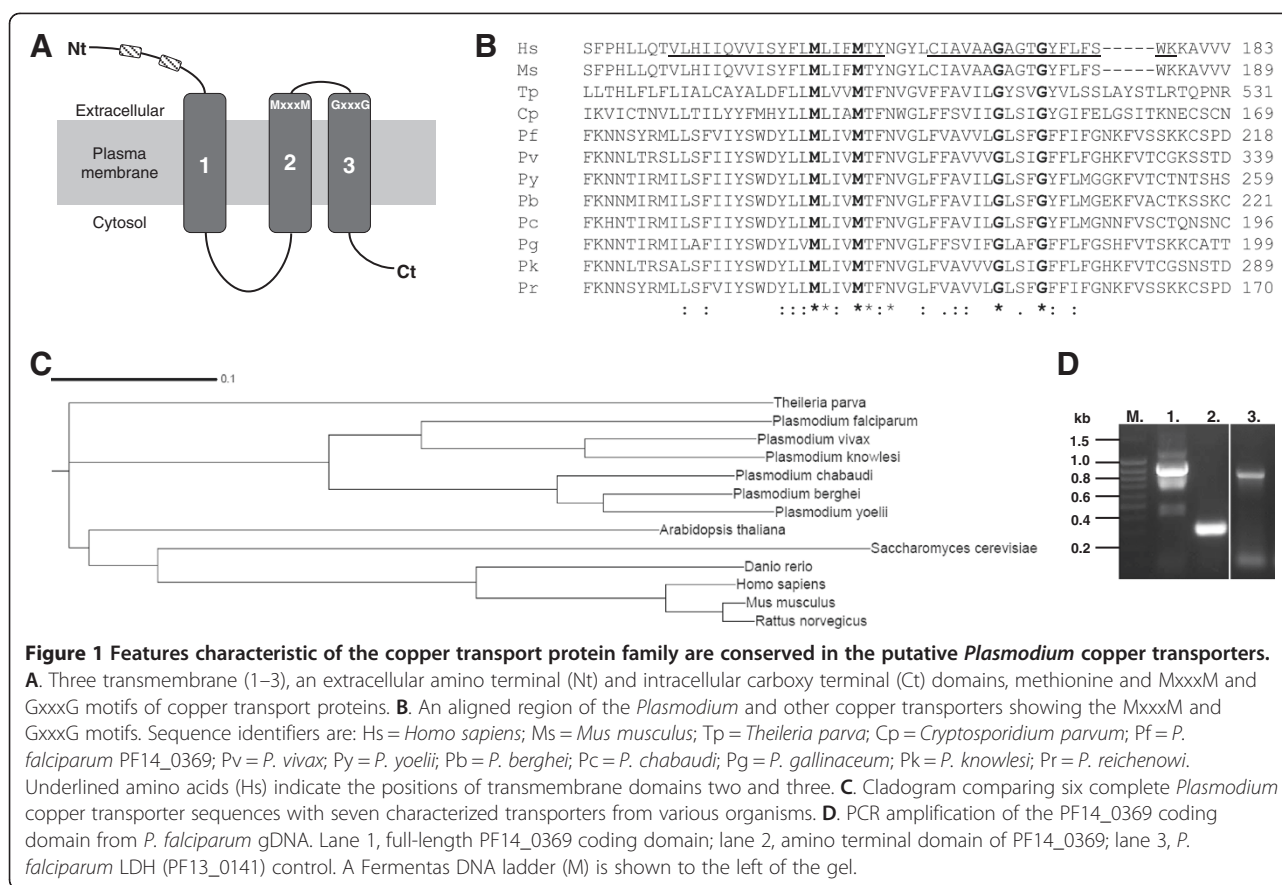 A
Nt
MxxxM GxxxG
Extracellular
Plasma
membrane
Cytosol
1
2
3
Ct
B
Hs SFPHLLQTVLHIIQVVISYFLMLIFMTYNGYLCIAVAAGAGTGYFLFS-----WKKAVVV 183
Ms SFPHLLQTVLHIIQVVISYFLMLIFMTYNGYLCIAVAAGAGTGYFLFS-----WKKAVVV 189
Tp LLTHLFLFLIALCAYALDFLLMLVVMTFNVGLFVSVVLGYSVGYVLSSLAYSTLRTQPNR 531
Cp IKVICTNVLLTILYYFMHYLLMLIAMTFNWGLFVSVIIGLSIGYGIFELGSITKNECSCN 169
Pf FKNNSYRMLLSFVIIYSWDYLLLMLIVMTFNVGLFVAVVLGLSFGFFIFGNKFVSSKKCSPD 218
Pv FKNNLTRSLLSFIIYSWDYLLMLIVMTFNVGLFFAVVVGLSIGFFLFGHKFVTCGKSSTD 339
Py FKNNTIRMILSFIIYSWDYLIMLIVMTFNVGLFFAVILGLSFGYFLMGGKFVTCTNTSHS 259
Pb FKNNMIRMILSFIIYSWDYLIMLIVMTFNVGLFFAVILGLSFGYFLMGEKVACTKSSKC 221
Pc FKHNTIRMILSFIIYSWDYLIMLIVMTFNVGLFFAVILGLSFGYFLMGNNFVSCTQNSNC 196
Pg FKNNTIRMILAFIIYSWDYLVMLIVMTFNVGLFFSVIFGLAFGFFLFGSHFVTSKKCATT 199
Pk FKNNLTRSALSFIIYSWDYLLMLIVMTFNVGLFVAVVVGLSIGFFLFGHKFVTCGSNSTD 289
Pr FKNNSYRMLLSFVIYSWDYLLMLIVMTFNVGLFVAVVLGLSFGFFIFGNKFVSSKKCSPD 170
: : :::**: **:* : .:: * . *: :
C
0.1
Theileria parva
Plasmodium falciparum
Plasmodium vivax
Plasmodium knowlesi
Plasmodium chabaudi
Plasmodium berghei
Plasmodium yoelii
Arabidopsis thaliana
Saccharomyces cerevisiae
Danio rerio
Homo sapiens
Mus musculus
Rattus norvegicus
D
kb M. 1. 2. 3.
1.5
1.0
0.8
0.6
0.4
0.2
Figure 1 Features characteristic of the copper transport protein family are conserved in the putative Plasmodium copper transporters.
A. Three transmembrane (1–3), an extracellular amino terminal (Nt) and intracellular carboxy terminal (Ct) domains, methionine and MxxxM and
GxxxG motifs of copper transport proteins. B. An aligned region of the Plasmodium and other copper transporters showing the MxxxM and
GxxxG motifs. Sequence identifiers are: Hs = Homo sapiens; Ms = Mus musculus; Tp = Theileria parva; Cp = Cryptosporidium parvum; Pf = P.
falciparum PF14_0369; Pv = P. vivax; Py = P. yoelii; Pb = P. berghei; Pc = P. chabaudi; Pg = P. gallinaceum; Pk = P. knowlesi; Pr = P. reichenowi.
Underlined amino acids (Hs) indicate the positions of transmembrane domains two and three. C. Cladogram comparing six complete Plasmodium
copper transporter sequences with seven characterized transporters from various organisms. D. PCR amplification of the PF14_0369 coding
domain from P. falciparum gDNA. Lane 1, full-length PF14_0369 coding domain; lane 2, amino terminal domain of PF14_0369; lane 3, P.
falciparum LDH (PF13_0141) control. A Fermentas DNA ladder (M) is shown to the left of the gel.